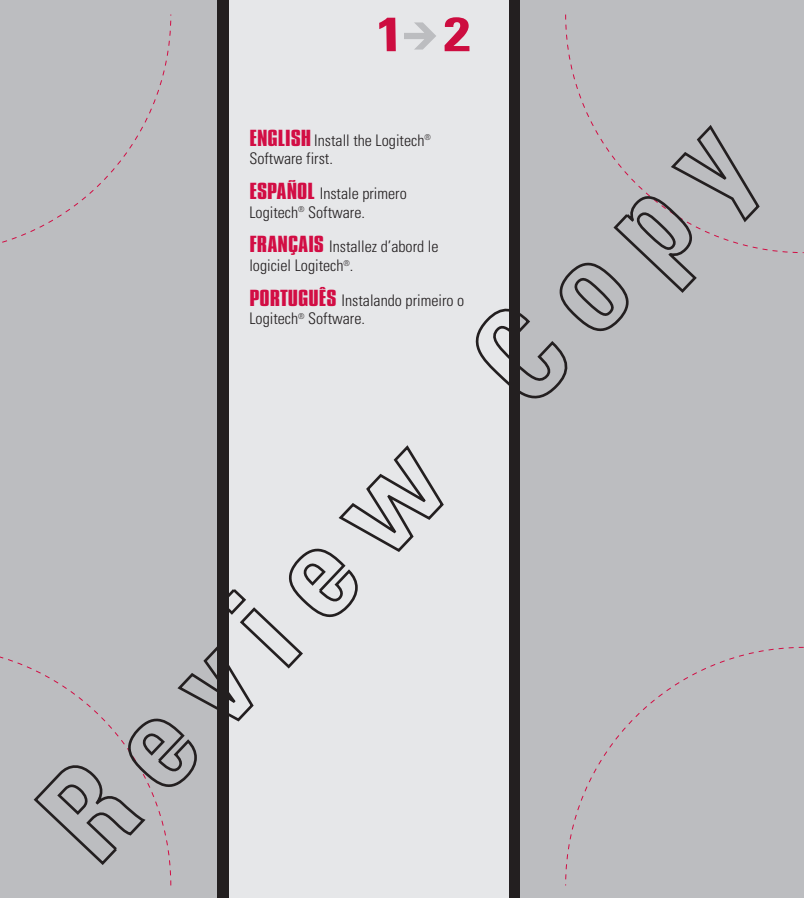 1➔2
ENGLISH Install the Logitech®
Software first.
ESPAÑOL Instale primero
Logitech® Software.
FRANÇAIS Installez d’abord le
logiciel Logitech®.
PORTUGUÊS Instalando primeiro o
Logitech® Software.
Review Copy